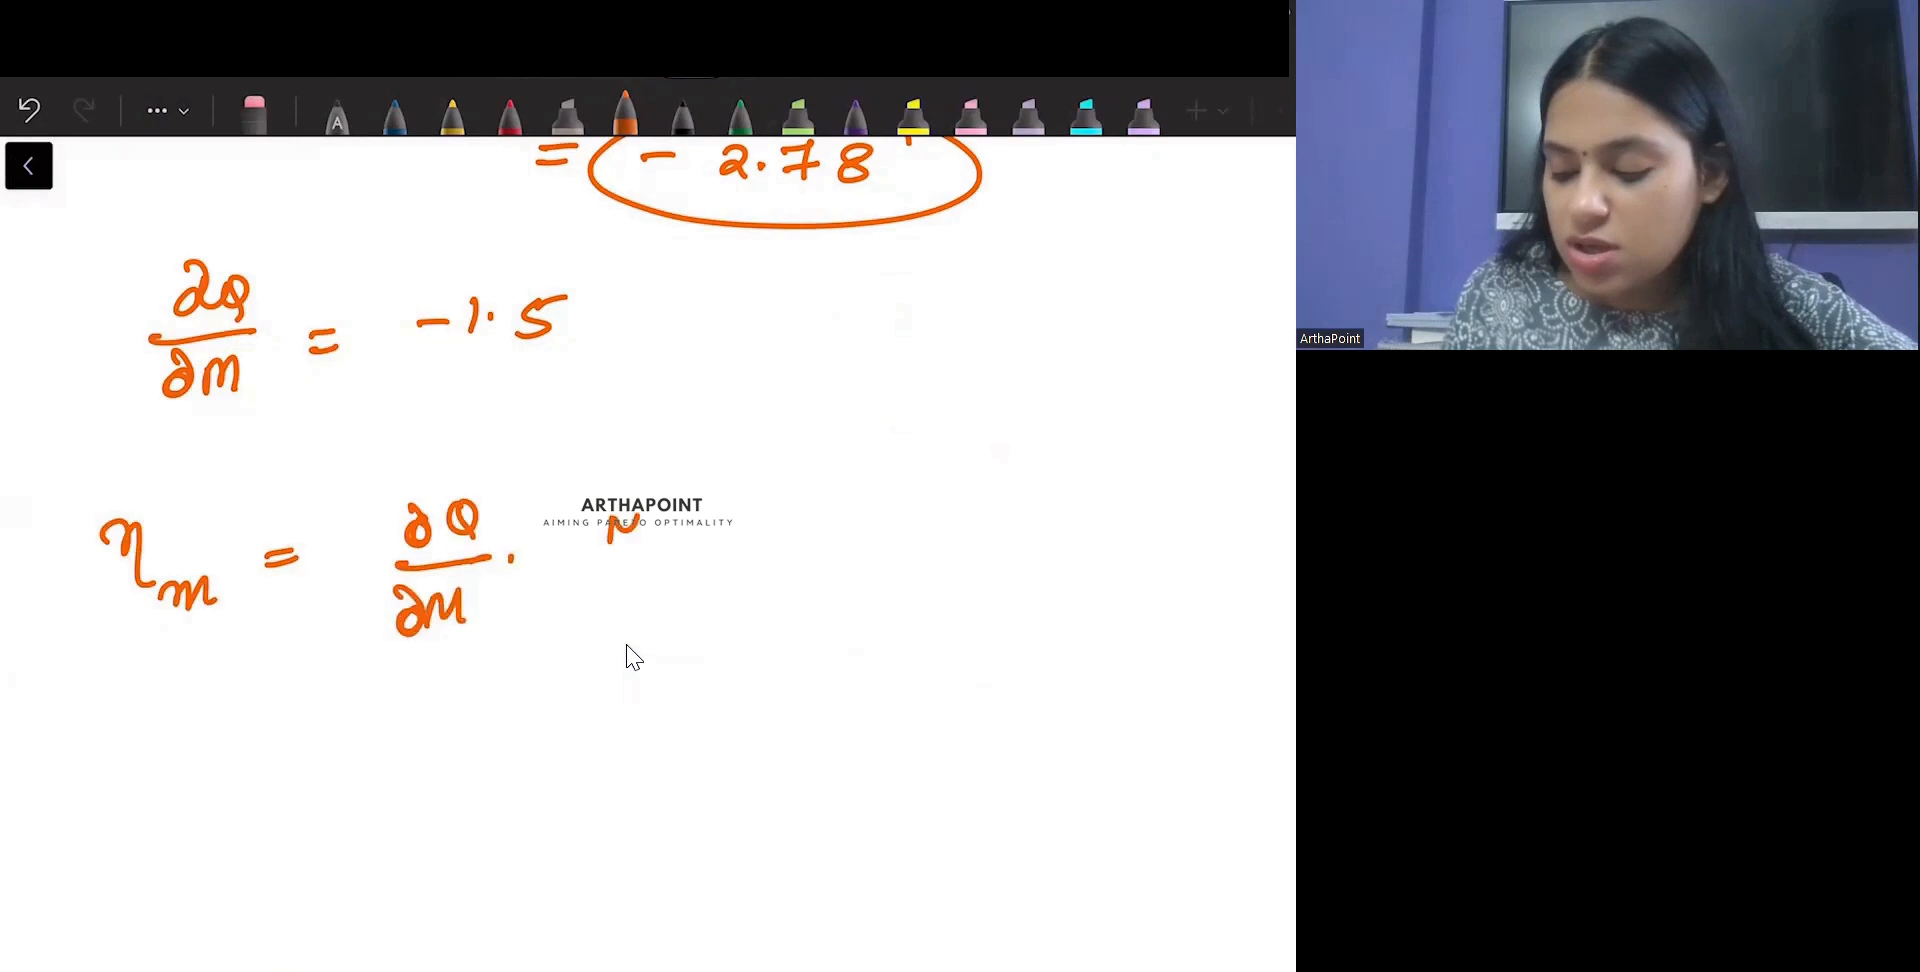 = - 2.78
∂Q/∂M = -1.5
ARTHAPOINT
AIMING PARETO OPTIMALITY
η_m = ∂Q/∂M .
ArthaPoint
A